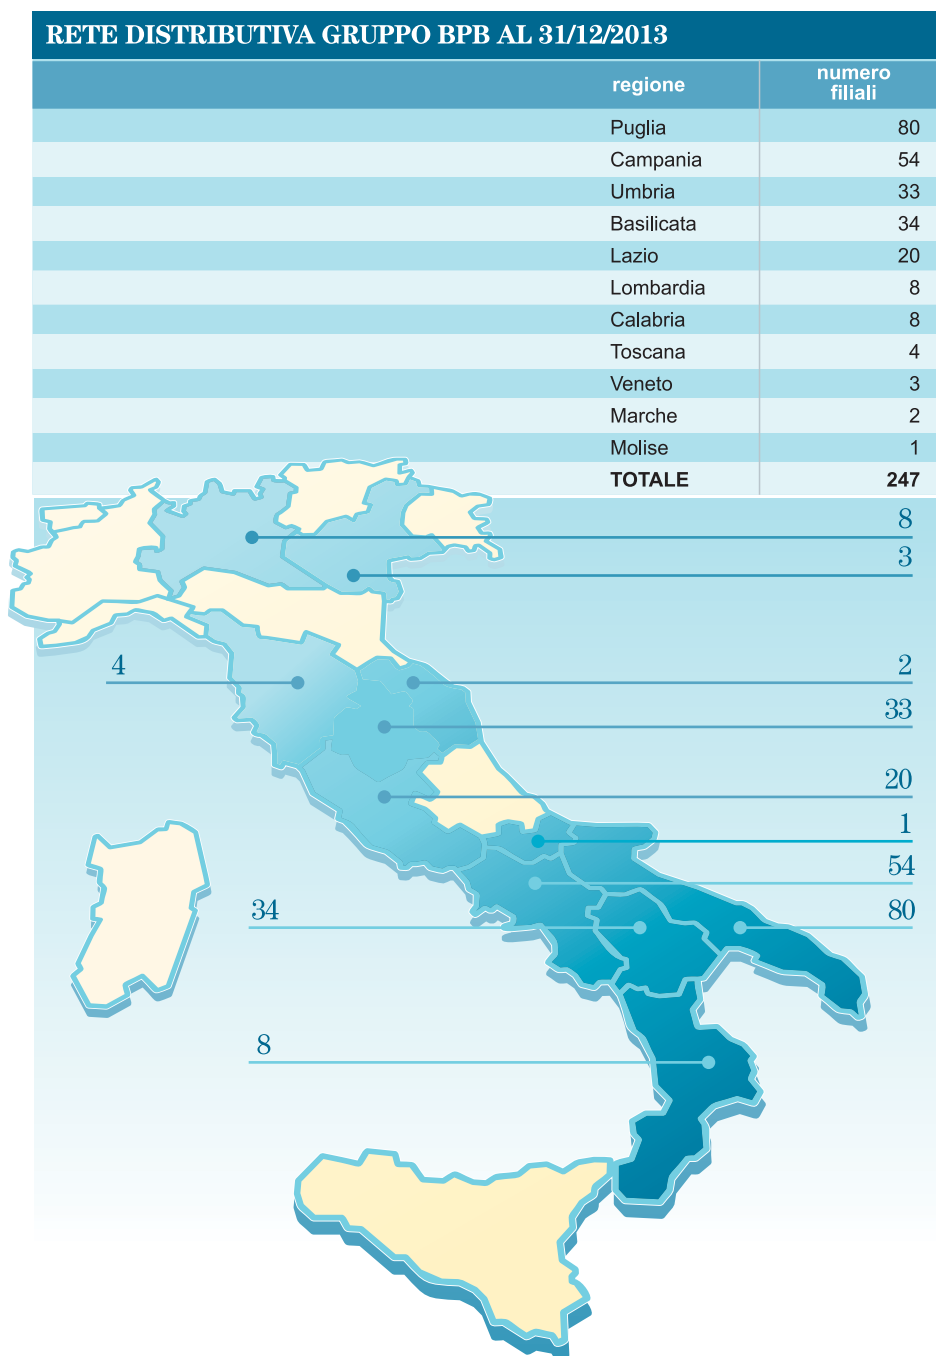 RETE DISTRIBUTIVA GRUPPO BPB AL 31/12/2013
regione numero filiali
Puglia 80
Campania 54
Umbria 33
Basilicata 34
Lazio 20
Lombardia 8
Calabria 8
Toscana 4
Veneto 3
Marche 2
Molise 1
TOTALE 247
8
3
4 2
33
20
1
54
34 80
8